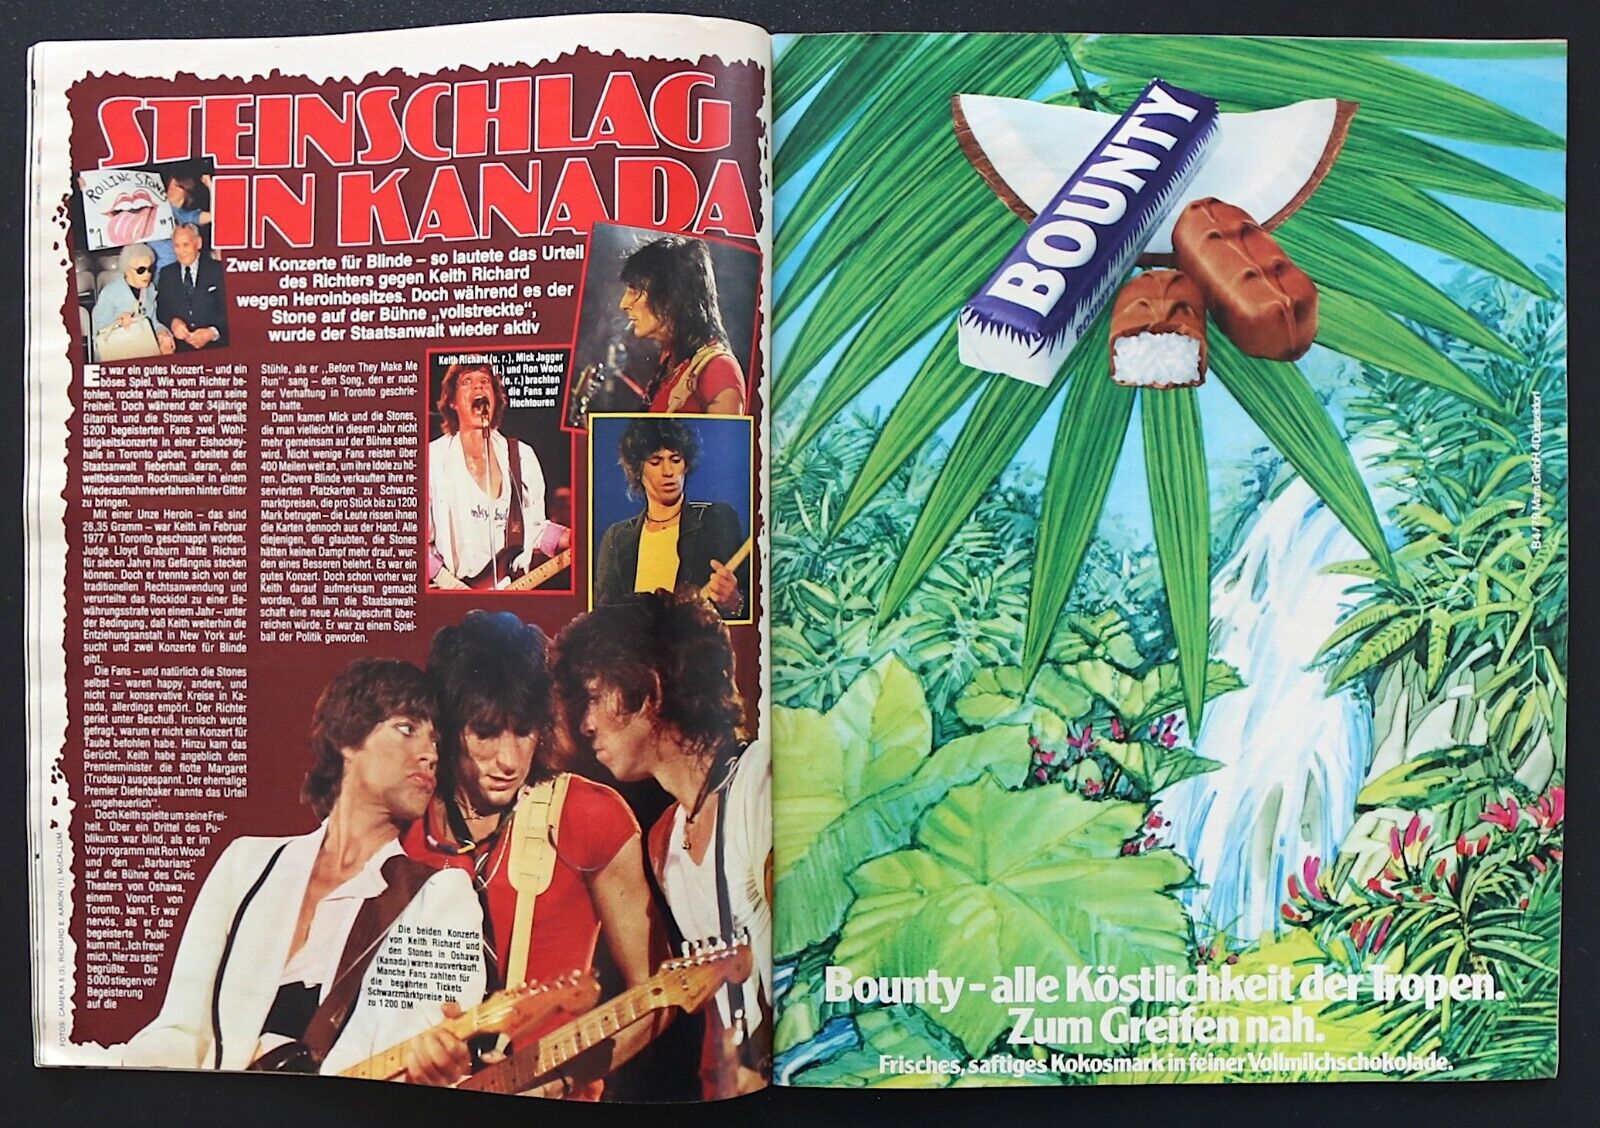 STEINSCHLAG
IN KANADA
ROLLING STONES
"1 "1
Zwei Konzerte für Blinde – so lautete das Urteil
des Richters gegen Keith Richard
wegen Heroinbesitzes. Doch während es der
Stone auf der Bühne „vollstreckte“,
wurde der Staatsanwalt wieder aktiv
Es war ein gutes Konzert – und ein
böses Spiel. Wie vom Richter be-
fohlen, rockte Keith Richard um seine
Freiheit. Doch während der 34jährige
Gitarrist und die Stones vor jeweils
5200 begeisterten Fans zwei Wohl-
tätigkeitskonzerte in einer Eishockey-
halle in Toronto gaben, arbeitete der
Staatsanwalt fieberhaft daran, den
weltbekannten Rockmusiker in einem
Wiederaufnahmeverfahren hinter Gitter
zu bringen.
Mit einer Unze Heroin – das sind
28,35 Gramm – war Keith im Februar
1977 in Toronto geschnappt worden.
Judge Lloyd Graburn hätte Richard
für sieben Jahre ins Gefängnis stecken
können. Doch er trennte sich von der
traditionellen Rechtsanwendung und
verurteilte das Rockidol zu einer Be-
währungsstrafe von einem Jahr – unter
der Bedingung, daß Keith weiterhin die
Entziehungsanstalt in New York auf-
sucht und zwei Konzerte für Blinde
gibt.
Die Fans – und natürlich die Stones
selbst – waren happy, andere, und
nicht nur konservative Kreise in Ka-
nada, allerdings empört. Der Richter
geriet unter Beschuß. Ironisch wurde
gefragt, warum er nicht ein Konzert für
Taube befohlen habe. Hinzu kam das
Gerücht, Keith habe angeblich dem
Premierminister die flotte Margaret
(Trudeau) ausgespannt. Der ehemalige
Premier Diefenbaker nannte das Urteil
„ungeheuerlich“.
Doch Keith spielte um seine Frei-
heit. Über ein Drittel des Pu-
blikums war blind, als er im
Vorprogramm mit Ron Wood
und den „Barbarians“
auf die Bühne des Civic
Theaters von Oshawa,
einem Vorort von
Toronto, kam. Er war
nervös, als er das
begeisterte Publi-
kum mit „Ich freue
mich, hier zu sein“
begrüßte. Die
5000 stiegen vor
Begeisterung
auf die
Stühle, als er „Before They Make Me
Run“ sang – den Song, den er nach
der Verhaftung in Toronto geschrie-
ben hatte.
Dann kamen Mick und die Stones,
die man vielleicht in diesem Jahr nicht
mehr gemeinsam auf der Bühne sehen
wird. Nicht wenige Fans reisten über
400 Meilen weit an, um ihre Idole zu hö-
ren. Clevere Blinde verkauften ihre re-
servierten Platzkarten zu Schwarz-
marktpreisen, die pro Stück bis zu 1200
Mark betrugen – die Leute rissen ihnen
die Karten dennoch aus der Hand. Alle
diejenigen, die glaubten, die Stones
hätten keinen Dampf mehr drauf, wur-
den eines Besseren belehrt. Es war ein
gutes Konzert. Doch schon vorher war
Keith darauf aufmerksam gemacht
worden, daß ihm die Staatsanwalt-
schaft eine neue Anklageschrift über-
reichen würde. Er war zu einem Spiel-
ball der Politik geworden.
Keith Richard (u. r.), Mick Jagger
(l.) und Ron Wood
(o. r.) brachten
die Fans auf
Hochtouren
Die beiden Konzerte
von Keith Richard und
den Stones in Oshawa
(Kanada) waren ausverkauft.
Manche Fans zahlten für
die begehrten Tickets
Schwarzmarktpreise bis
zu 1200 DM
FOTOS: CAMERA 5 (3), RICHARD E. AARON (1), McCALLUM
BOUNTY
BOUNTY
Mars GmbH 4 Düsseldorf
Bounty – alle Köstlichkeit der Tropen.
Zum Greifen nah.
Frisches, saftiges Kokosmark in feiner Vollmilchschokolade.